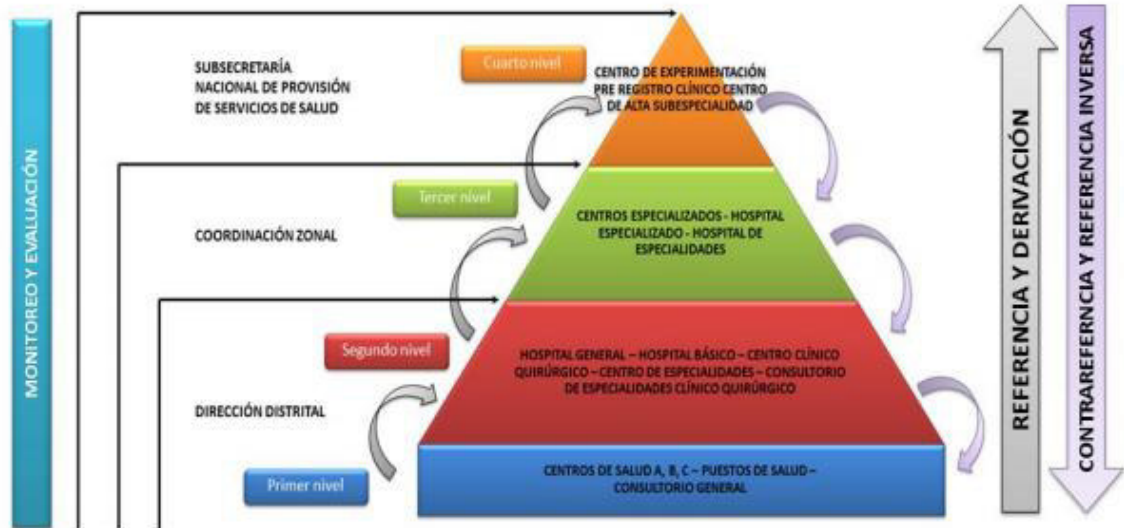 MONITOREO Y EVALUACIÓN
SUBSECRETARÍA
NACIONAL DE PROVISIÓN
DE SERVICIOS DE SALUD
Cuarto nivel
CENTRO DE EXPERIMENTACIÓN
PRE REGISTRO CLÍNICO CENTRO
DE ALTA SUBESPECIALIDAD
Tercer nivel
COORDINACIÓN ZONAL
CENTROS ESPECIALIZADOS - HOSPITAL
ESPECIALIZADO - HOSPITAL DE
ESPECIALIDADES
Segundo nivel
HOSPITAL GENERAL – HOSPITAL BÁSICO – CENTRO CLÍNICO
QUIRÚRGICO – CENTRO DE ESPECIALIDADES – CONSULTORIO
DE ESPECIALIDADES CLÍNICO QUIRÚRGICO
DIRECCIÓN DISTRITAL
Primer nivel
CENTROS DE SALUD A, B, C – PUESTOS DE SALUD –
CONSULTORIO GENERAL
REFERENCIA Y DERIVACIÓN
CONTRAREFERENCIA Y REFERENCIA INVERSA